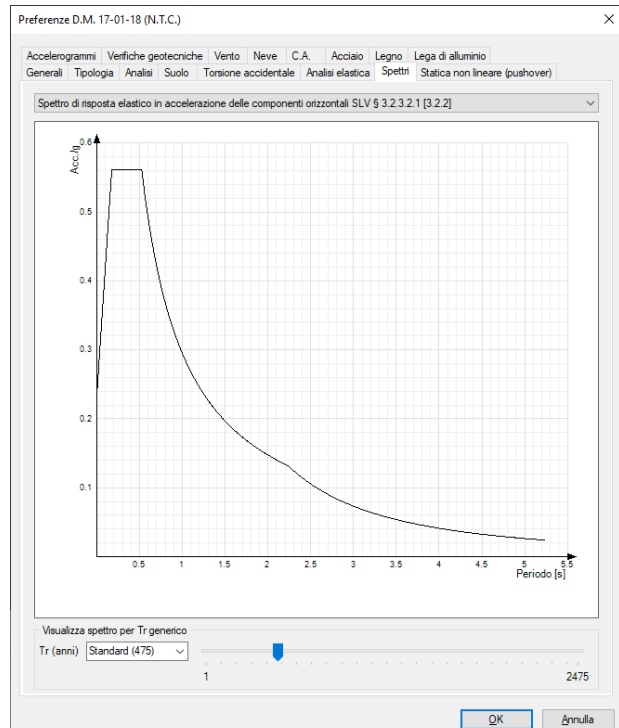 Preferenze D.M. 17-01-18 (N.T.C.)
Accelerogrammi Verifiche geotecniche Vento Neve C.A. Acciaio Legno Lega di alluminio
Generali Tipologia Analisi Suolo Torsione accidentale Analisi elastica Spettri Statica non lineare (pushover)
Spettro di risposta elastico in accelerazione delle componenti orizzontali SLV § 3.2.3.2.1 [3.2.2]
Acc./g
0.6
0.5
0.4
0.3
0.2
0.1
0.5 1 1.5 2 2.5 3 3.5 4 4.5 5 5.5
Periodo [s]
Visualizza spettro per Tr generico
Tr (anni) Standard (475)
1 2475
OK Annulla